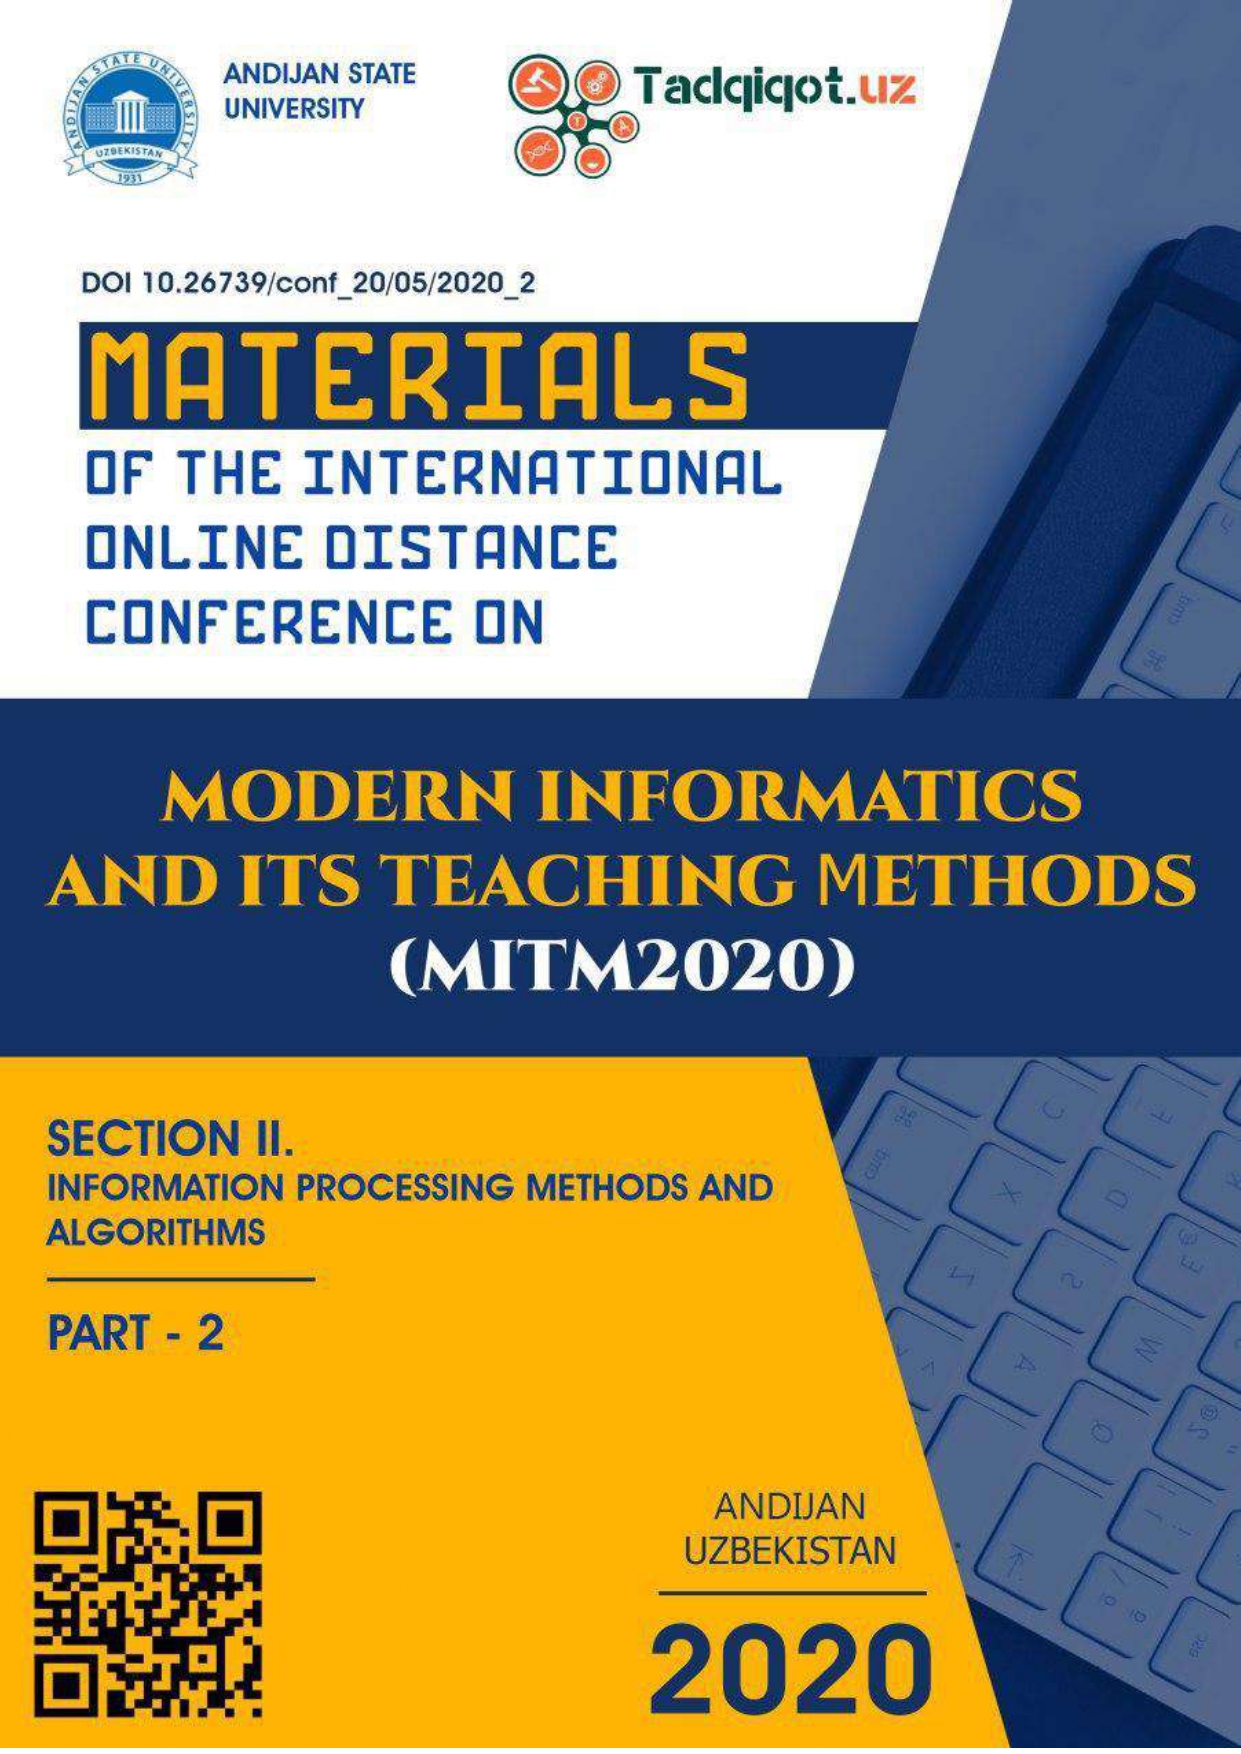 ANDIJAN STATE UNIVERSITY
UZBEKISTAN
1931
ANDIJAN STATE
UNIVERSITY
Tadqiqot.uz
DOI 10.26739/conf_20/05/2020_2
MATERIALS
OF THE INTERNATIONAL
ONLINE DISTANCE
CONFERENCE ON
MODERN INFORMATICS
AND ITS TEACHING METHODS
(MITM2020)
SECTION II.
INFORMATION PROCESSING METHODS AND
ALGORITHMS
PART - 2
ANDIJAN
UZBEKISTAN
2020